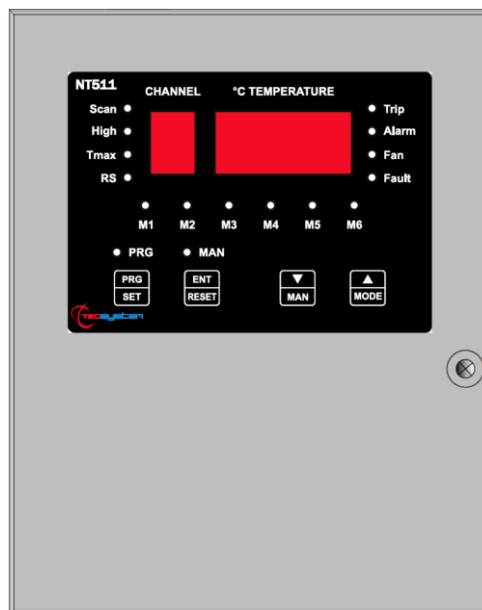 NT511
CHANNEL
°C TEMPERATURE
Scan
High
Tmax
RS
Trip
Alarm
Fan
Fault
M1 M2 M3 M4 M5 M6
PRG MAN
PRG
SET
ENT
RESET
▼
MAN
▲
MODE
TECSYSTEM